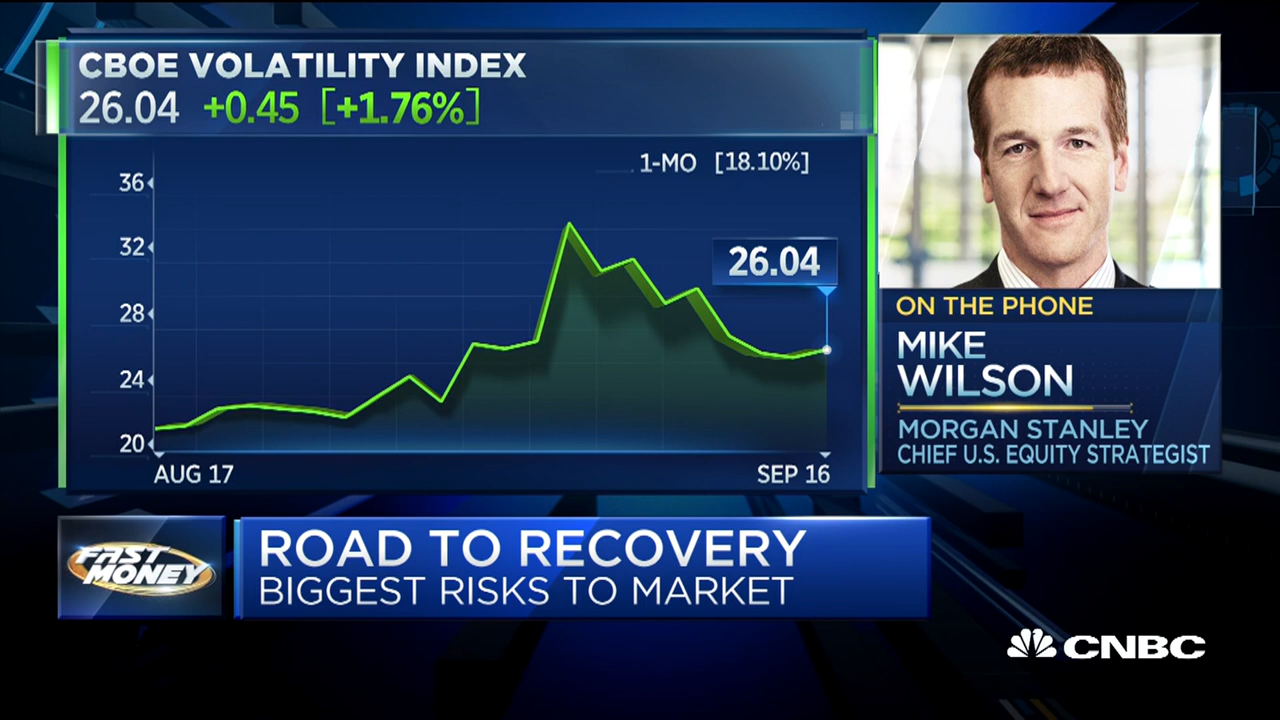 CBOE VOLATILITY INDEX
26.04 +0.45 [+1.76%]
1-MO [18.10%]
36
32
28
24
20
26.04
AUG 17 SEP 16
ON THE PHONE
MIKE
WILSON
MORGAN STANLEY
CHIEF U.S. EQUITY STRATEGIST
FAST
MONEY
ROAD TO RECOVERY
BIGGEST RISKS TO MARKET
CNBC